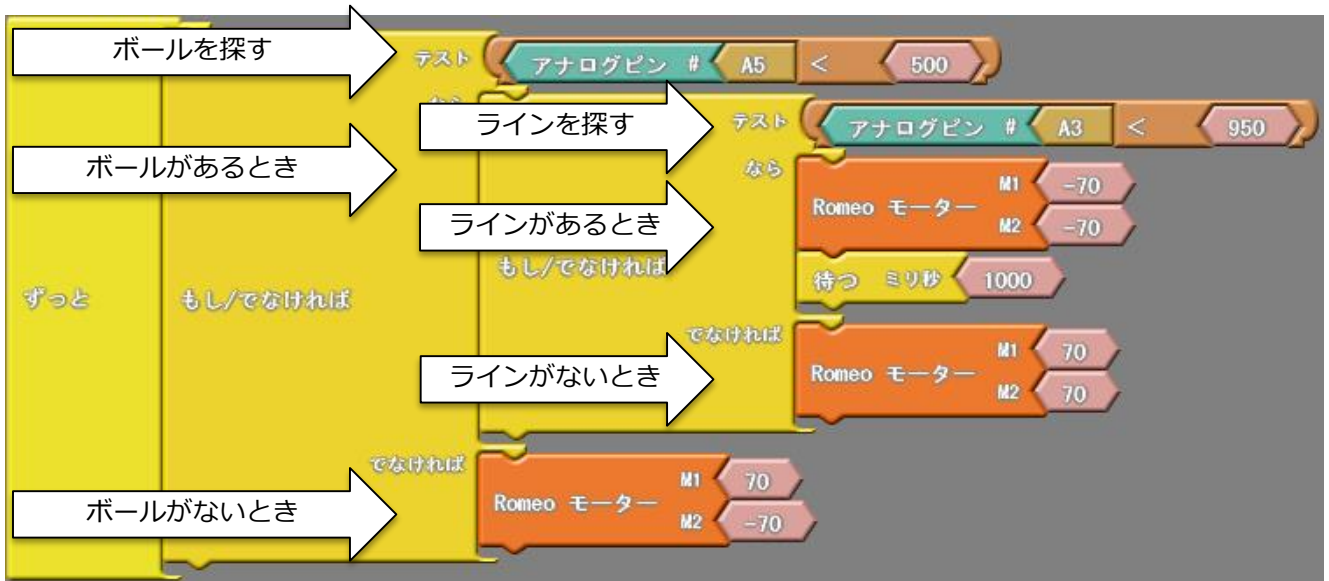 ボールを探す
テスト
アナログピン # A5 < 500
なら
ラインを探す
テスト
アナログピン # A3 < 950
ボールがあるとき
なら
Romeo モーター
M1 -70
M2 -70
ラインがあるとき
もし/でなければ
待つ ミリ秒 1000
ずっと
もし/でなければ
でなければ
Romeo モーター
M1 70
M2 70
ラインがないとき
でなければ
Romeo モーター
M1 70
M2 -70
ボールがないとき